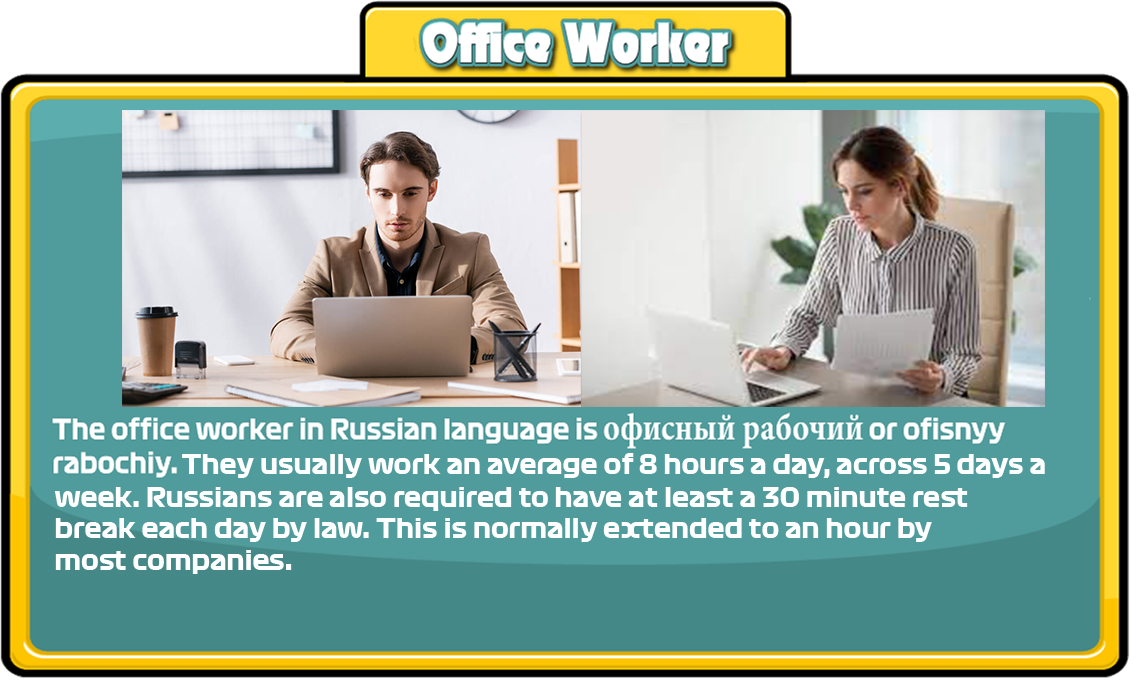 Office Worker
The office worker in Russian language is офисный рабочий or ofisnyy
rabochiy. They usually work an average of 8 hours a day, across 5 days a
week. Russians are also required to have at least a 30 minute rest
break each day by law. This is normally extended to an hour by
most companies.